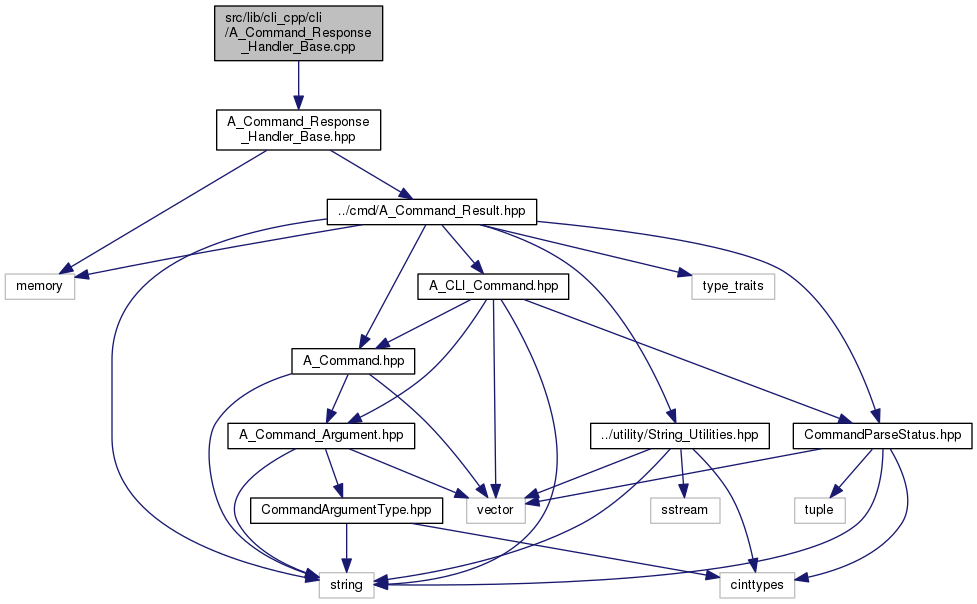 src/lib/cli_cpp/cli
/A_Command_Response
_Handler_Base.cpp
A_Command_Response
_Handler_Base.hpp
../cmd/A_Command_Result.hpp
memory
A_CLI_Command.hpp
type_traits
A_Command.hpp
A_Command_Argument.hpp
../utility/String_Utilities.hpp
CommandParseStatus.hpp
CommandArgumentType.hpp
vector
sstream
tuple
string
cinttypes